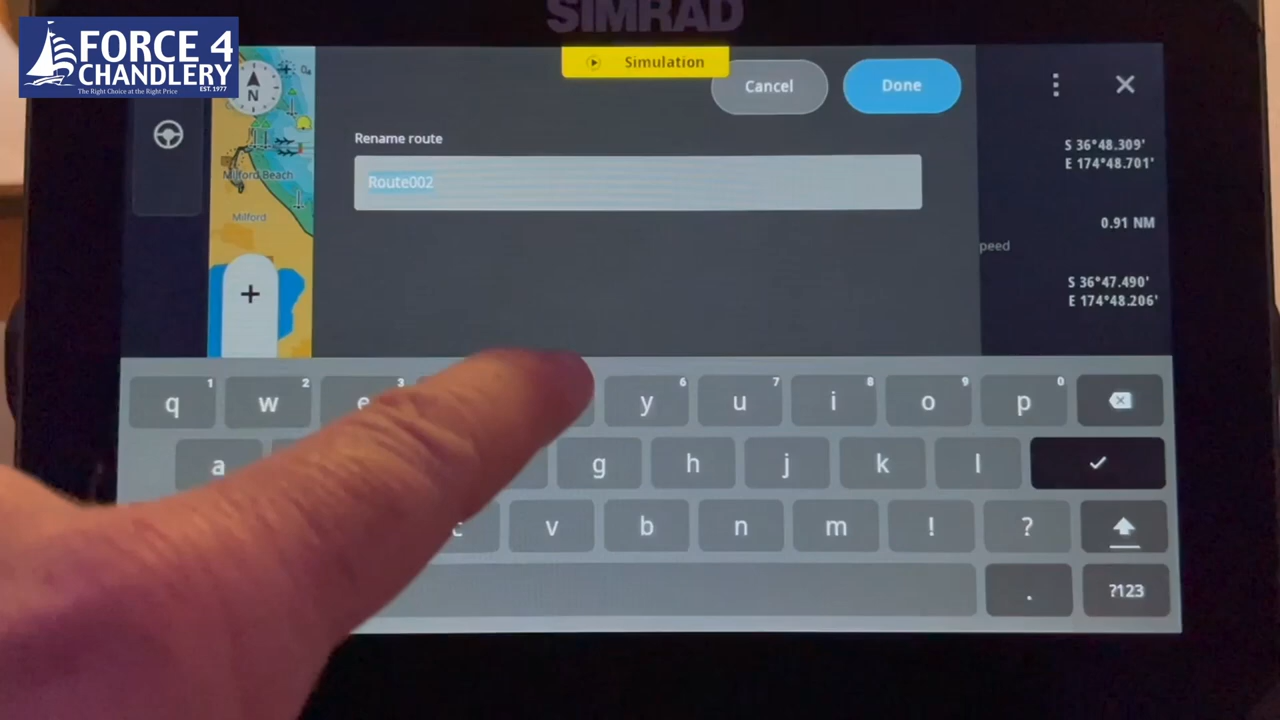 SIMRAD
FORCE 4
CHANDLERY
The Right Choice at the Right Price
EST. 1977
Simulation
Cancel
Done
N
Rename route
Route002
Milford Beach
Milford
+
S 36°48.309'
E 174°48.701'
0.91 NM
peed
S 36°47.490'
E 174°48.206'
1 2 3 6 7 8 9 0
q w e y u i o p
a g h j k l
c v b n m ! ?
. ?123